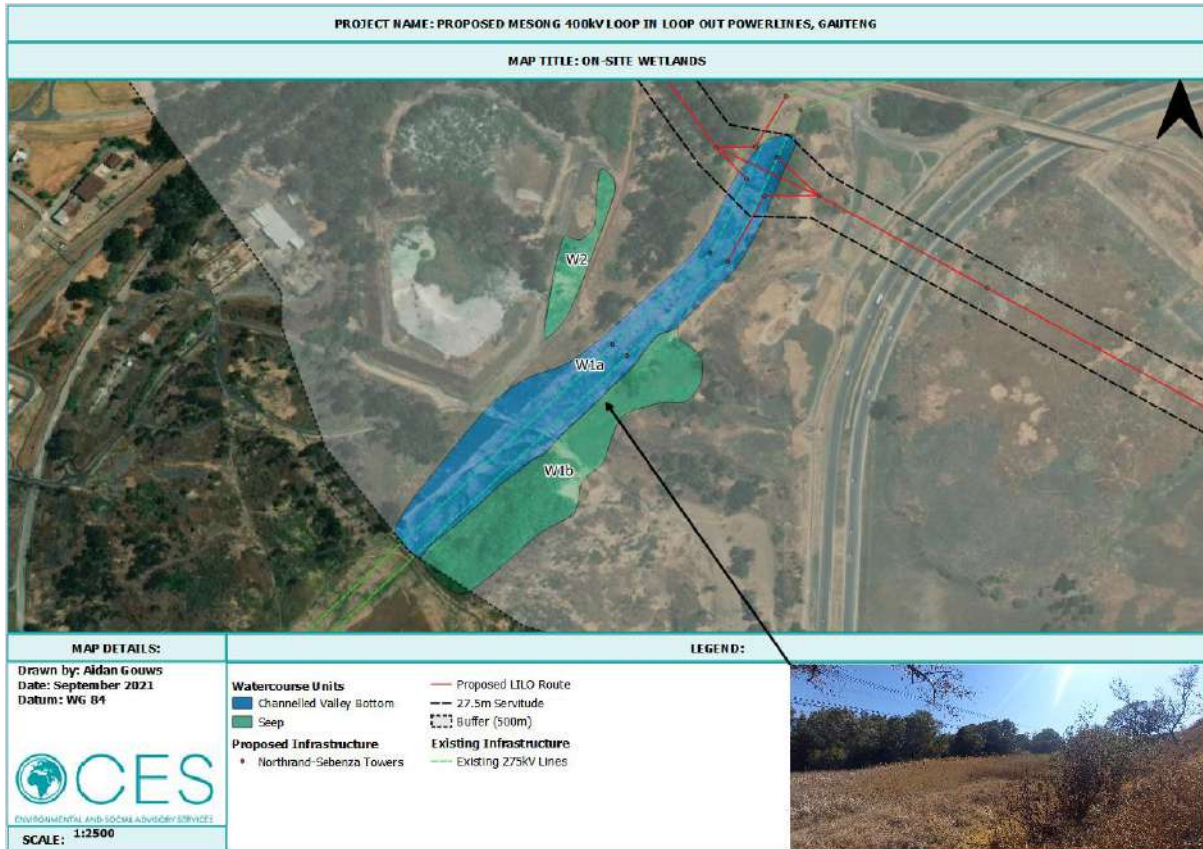 PROJECT NAME: PROPOSED MESONG 400kV LOOP IN LOOP OUT POWERLINES, GAUTENG
MAP TITLE: ON-SITE WETLANDS
W2
W1a
W1b
MAP DETAILS:
Drawn by: Aidan Gouws
Date: September 2021
Datum: WG 84
CES
ENVIRONMENTAL AND SOCIAL ADVISORY SERVICES
SCALE: 1:2500
LEGEND:
Watercourse Units
Channelled Valley Bottom
Seep
Proposed Infrastructure
Northrand-Sebenza Towers
Proposed LILO Route
27.5m Servitude
Buffer (500m)
Existing Infrastructure
Existing 275kV Lines